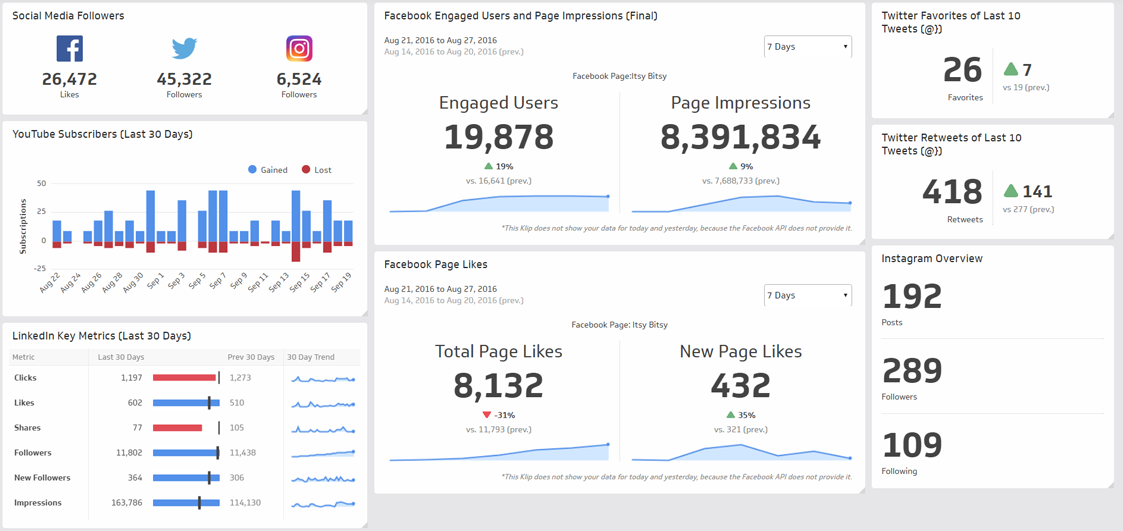 Social Media Followers
26,472
Likes
45,322
Followers
6,524
Followers
YouTube Subscribers (Last 30 Days)
Gained
Lost
Subscriptions
50
25
0
-25
Aug 22
Aug 24
Aug 26
Aug 28
Aug 30
Sep 1
Sep 3
Sep 5
Sep 7
Sep 9
Sep 11
Sep 13
Sep 15
Sep 17
Sep 19
LinkedIn Key Metrics (Last 30 Days)
Metric Last 30 Days Prev 30 Days 30 Day Trend
Clicks 1,197 1,273
Likes 602 510
Shares 77 105
Followers 11,802 11,438
New Followers 364 306
Impressions 163,786 114,130
Facebook Engaged Users and Page Impressions (Final)
Aug 21, 2016 to Aug 27, 2016
Aug 14, 2016 to Aug 20, 2016 (prev.)
7 Days
Facebook Page:Itsy Bitsy
Engaged Users
19,878
19%
vs. 16,641 (prev.)
Page Impressions
8,391,834
9%
vs. 7,688,733 (prev.)
*This Klip does not show your data for today and yesterday, because the Facebook API does not provide it.
Facebook Page Likes
Aug 21, 2016 to Aug 27, 2016
Aug 14, 2016 to Aug 20, 2016 (prev.)
7 Days
Facebook Page: Itsy Bitsy
Total Page Likes
8,132
-31%
vs. 11,793 (prev.)
New Page Likes
432
35%
vs. 321 (prev.)
*This Klip does not show your data for today and yesterday, because the Facebook API does not provide it.
Twitter Favorites of Last 10
Tweets (@})
26
Favorites
7
vs 19 (prev.)
Twitter Retweets of Last 10
Tweets (@})
418
Retweets
141
vs 277 (prev.)
Instagram Overview
192
Posts
289
Followers
109
Following